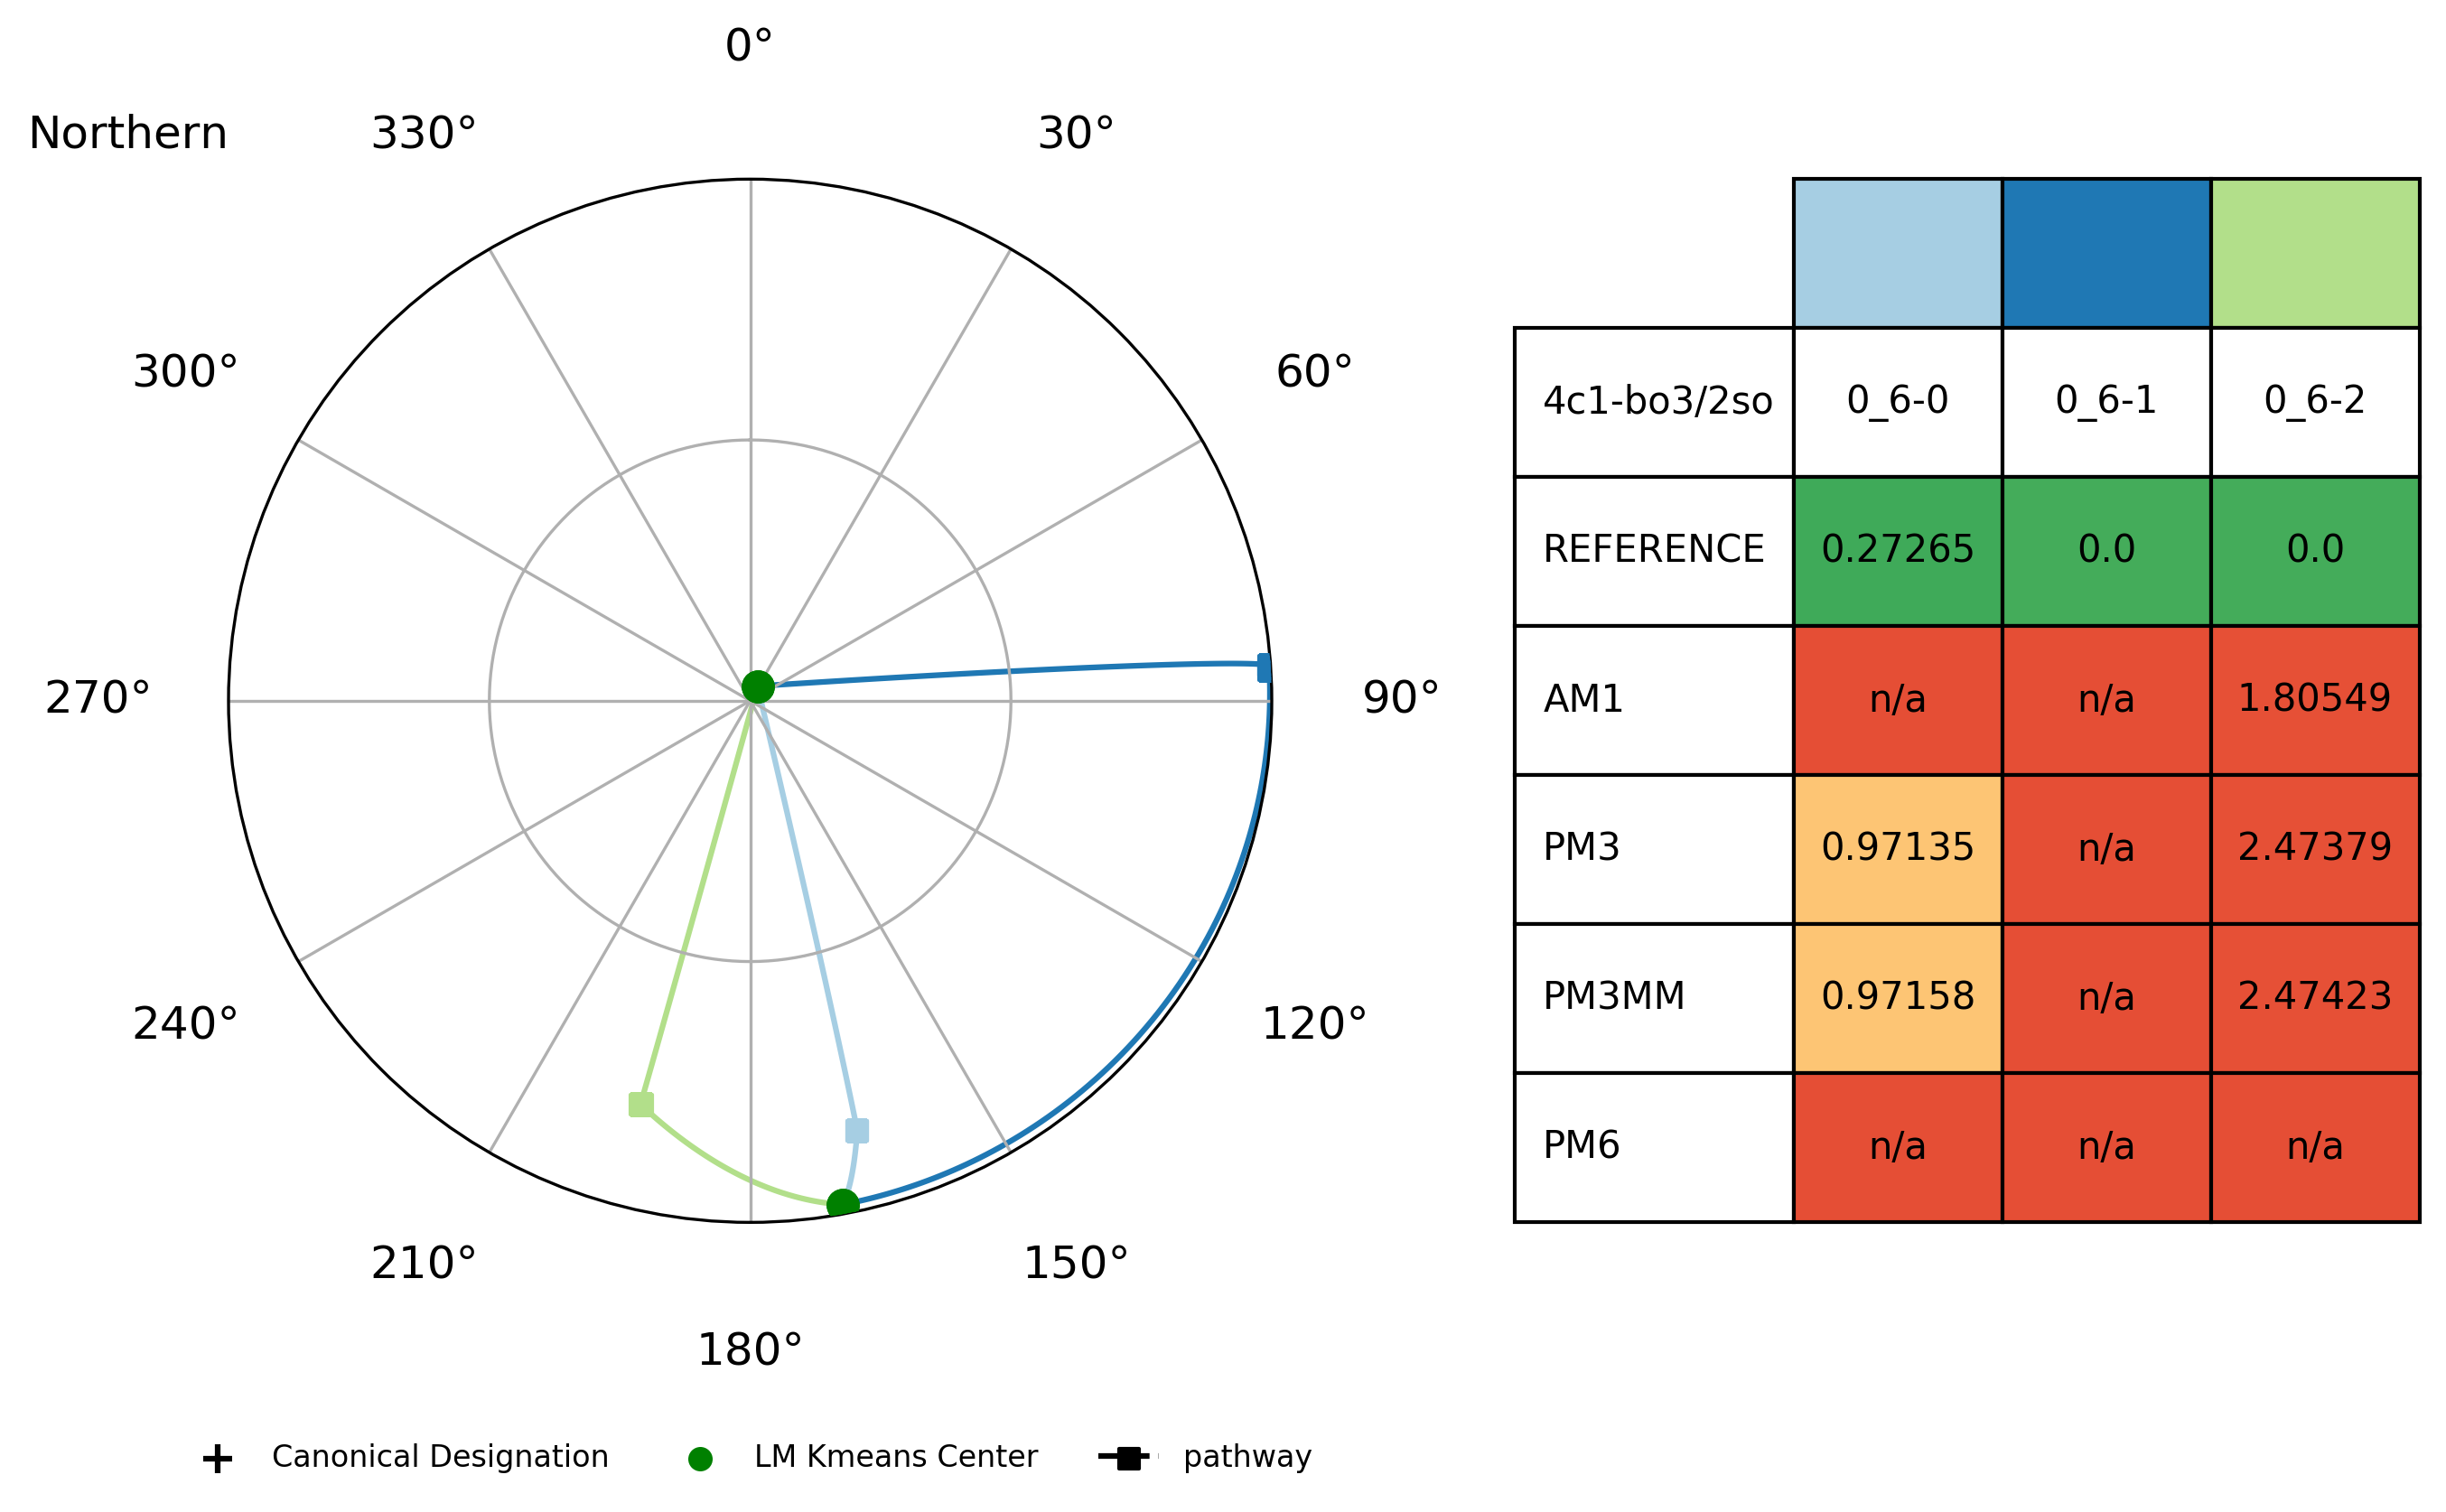 0°
Northern
330°
30°
300°
60°
270°
90°
240°
120°
210°
150°
180°
4c1-bo3/2so 0_6-0 0_6-1 0_6-2
REFERENCE 0.27265 0.0 0.0
AM1 n/a n/a 1.80549
PM3 0.97135 n/a 2.47379
PM3MM 0.97158 n/a 2.47423
PM6 n/a n/a n/a
Canonical Designation LM Kmeans Center pathway